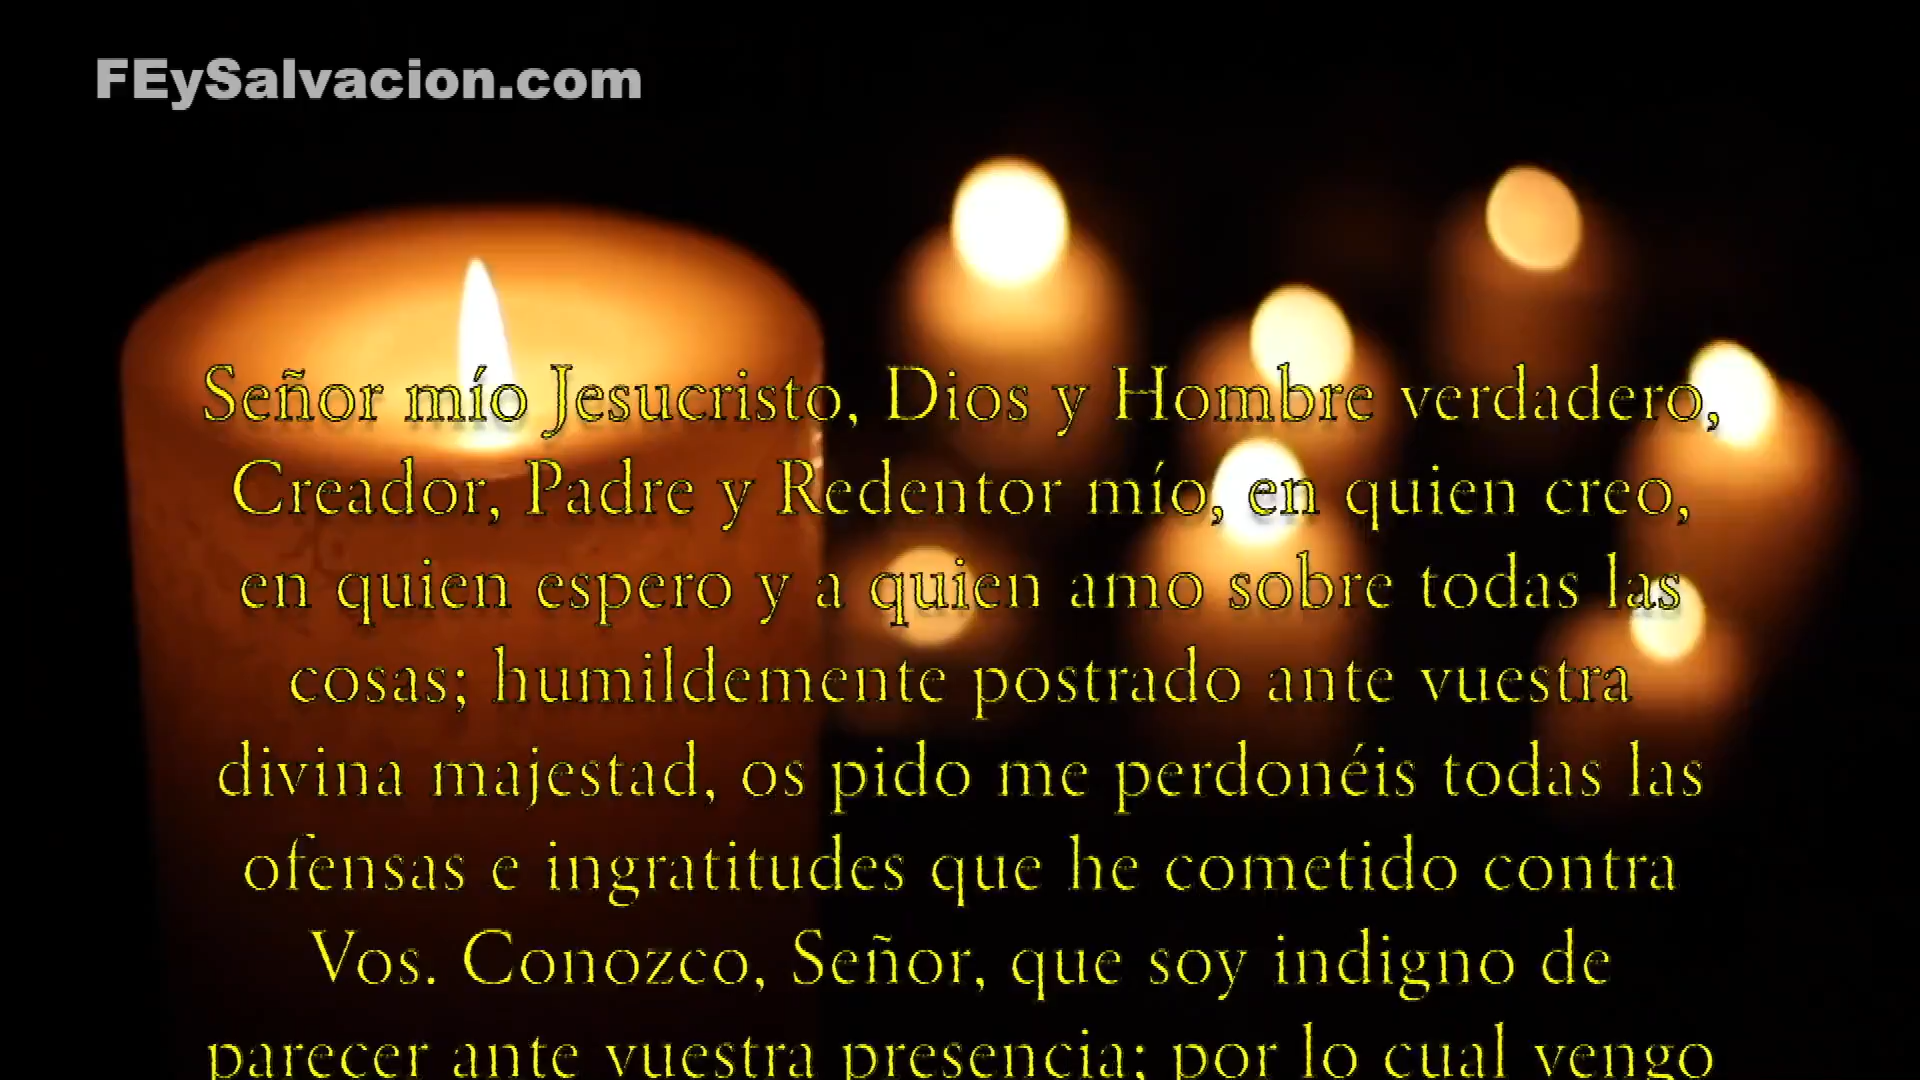 FEySalvacion.com
Señor mío Jesucristo, Dios y Hombre verdadero,
Creador, Padre y Redentor mío, en quien creo,
en quien espero y a quien amo sobre todas las
cosas; humildemente postrado ante vuestra
divina majestad, os pido me perdonéis todas las
ofensas e ingratitudes que he cometido contra
Vos. Conozco, Señor, que soy indigno de
parecer ante vuestra presencia; por lo cual vengo